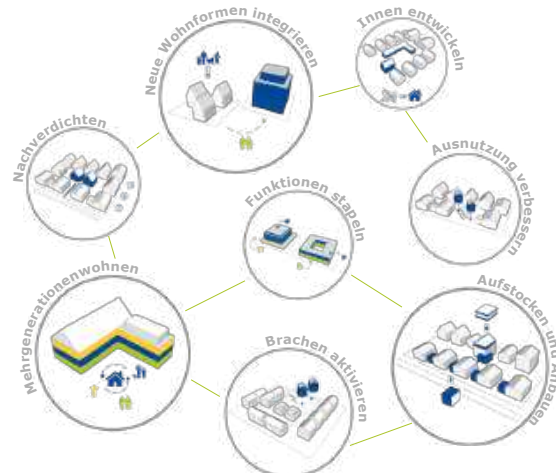 Neue Wohnformen integrieren
Innen entwickeln
Nachverdichten
Ausnutzung verbessern
Funktionen stapeln
Mehrgenerationenwohnen
Aufstocken und Anbauen
Brachen aktivieren